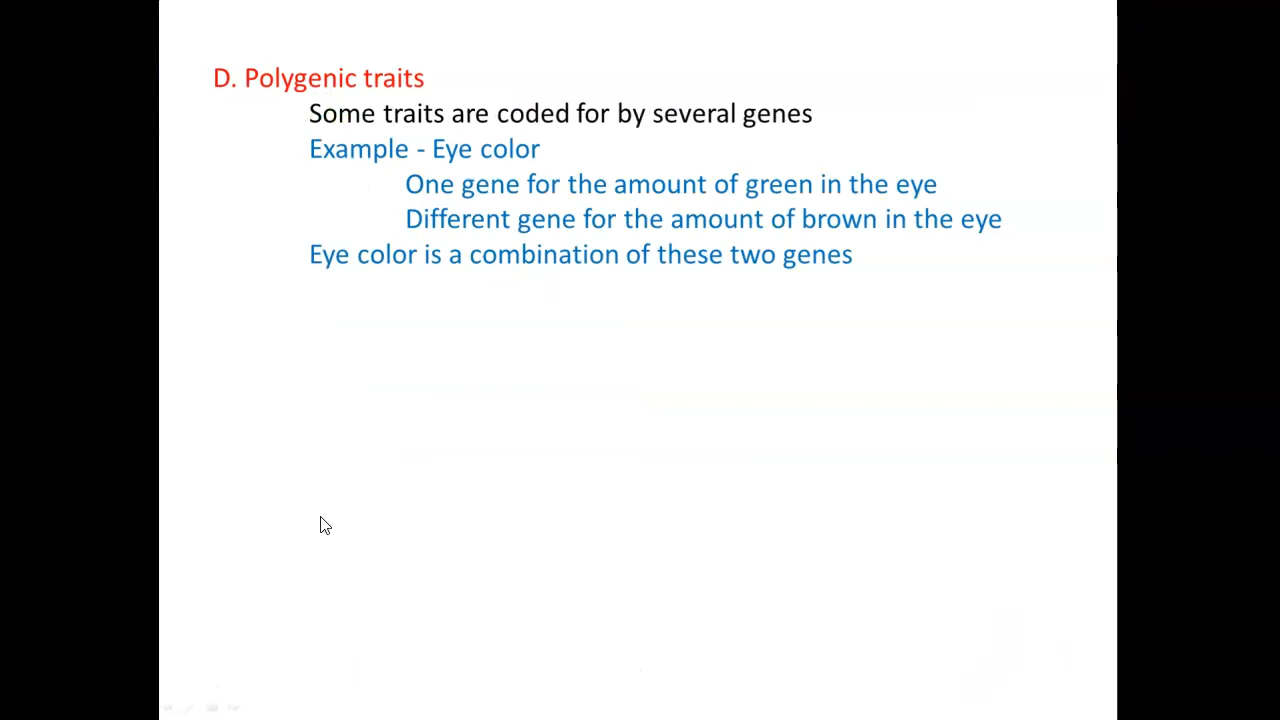 D. Polygenic traits
Some traits are coded for by several genes
Example - Eye color
One gene for the amount of green in the eye
Different gene for the amount of brown in the eye
Eye color is a combination of these two genes